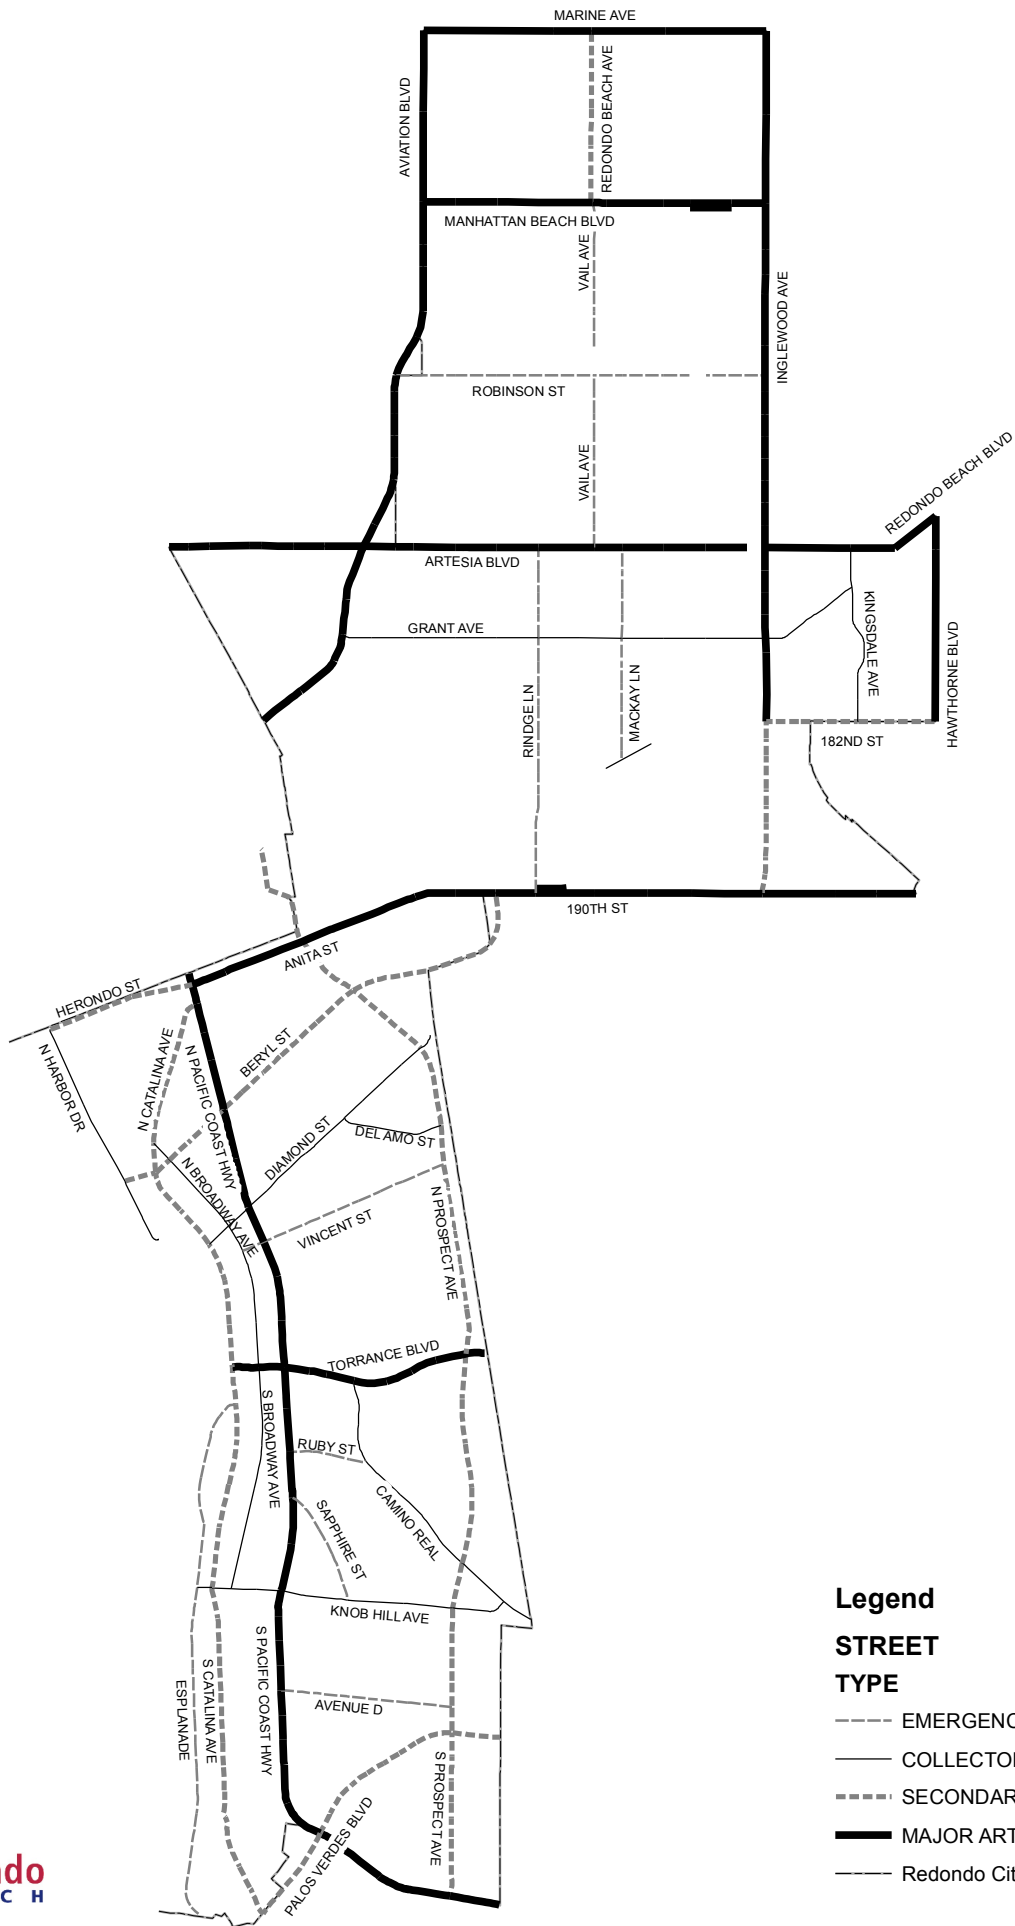 MARINE AVE
AVIATION BLVD
REDONDO BEACH AVE
MANHATTAN BEACH BLVD
VAIL AVE
INGLEWOOD AVE
ROBINSON ST
VAIL AVE
REDONDO BEACH BLVD
ARTESIA BLVD
KINGSDALE AVE
GRANT AVE
HAWTHORNE BLVD
RINDGE LN
MACKAY LN
182ND ST
190TH ST
ANITA ST
HERONDO ST
N HARBOR DR
N CATALINA AVE
N PACIFIC COAST HWY
BERYL ST
DIAMOND ST
DEL AMO ST
N BROADWAY AVE
VINCENT ST
N PROSPECT AVE
TORRANCE BLVD
S BROADWAY AVE
RUBY ST
SAPPHIRE ST
CAMINO REAL
KNOB HILL AVE
S PACIFIC COAST HWY
S CATALINA AVE
ESPLANADE
AVENUE D
S PROSPECT AVE
PALOS VERDES BLVD
Legend
STREET
TYPE
EMERGENC
COLLECTO
SECONDAR
MAJOR ART
Redondo Cit
ndo
C H